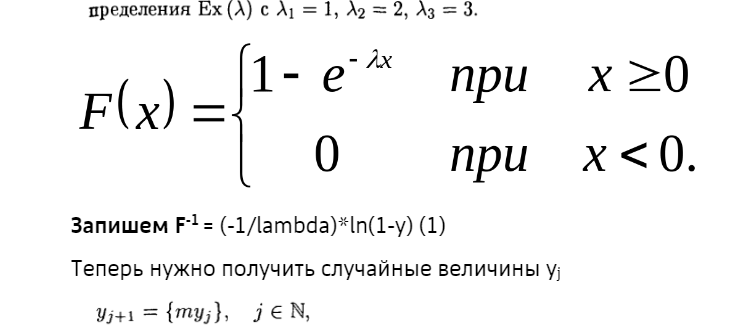 пределения Ex (λ) с λ₁ = 1, λ₂ = 2, λ₃ = 3.
F(x) = { 1 - e^{-λx} при x ≥0
0 при x < 0.
Запишем F⁻¹ = (-1/lambda)*ln(1-y) (1)
Теперь нужно получить случайные величины yⱼ
yⱼ₊₁ = {myⱼ}, j ∈ ℕ,